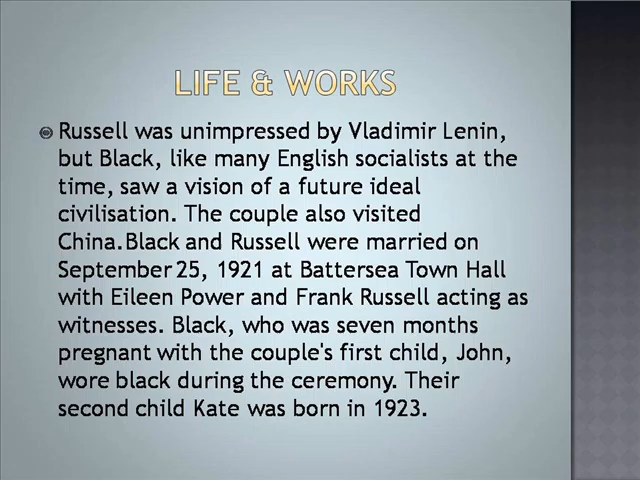 LIFE & WORKS
Russell was unimpressed by Vladimir Lenin,
but Black, like many English socialists at the
time, saw a vision of a future ideal
civilisation. The couple also visited
China.Black and Russell were married on
September 25, 1921 at Battersea Town Hall
with Eileen Power and Frank Russell acting as
witnesses. Black, who was seven months
pregnant with the couple's first child, John,
wore black during the ceremony. Their
second child Kate was born in 1923.